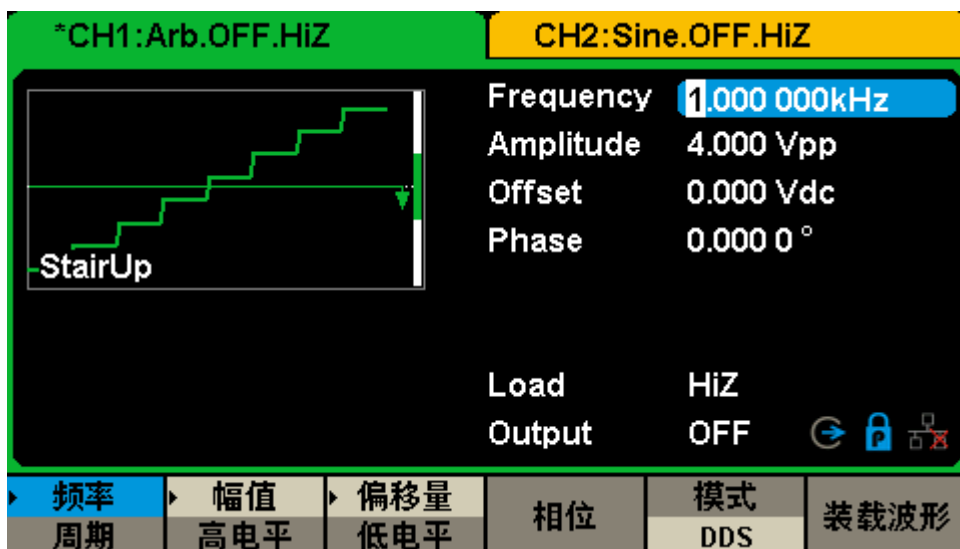 *CH1:Arb.OFF.HiZ
CH2:Sine.OFF.HiZ
StairUp
Frequency 1.000 000kHz
Amplitude 4.000 Vpp
Offset 0.000 Vdc
Phase 0.000 0 °
Load HiZ
Output OFF
P
频率 幅值 偏移量 相位 模式 装载波形
周期 高电平 低电平 DDS